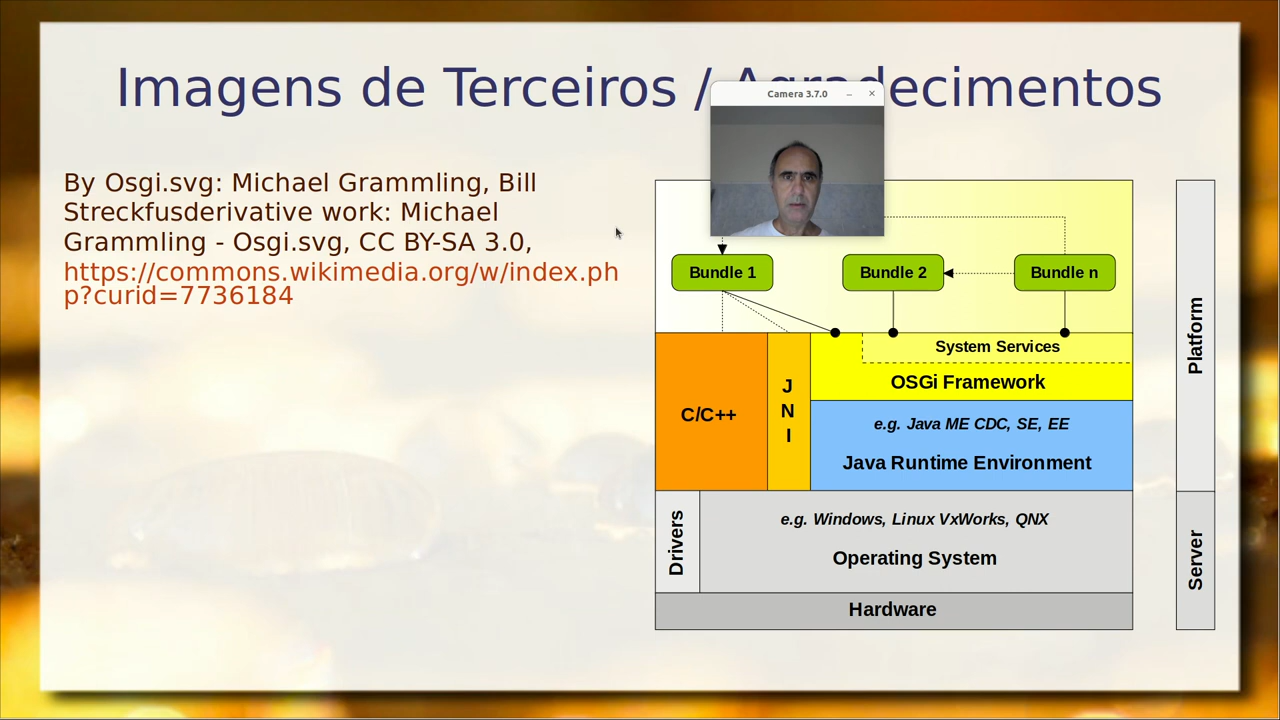 Imagens de Terceiros / Agradecimentos
Camera 3.7.0
By Osgi.svg: Michael Grammling, Bill
Streckfusderivative work: Michael
Grammling - Osgi.svg, CC BY-SA 3.0,
https://commons.wikimedia.org/w/index.ph
p?curid=7736184
Bundle 1
Bundle 2
Bundle n
System Services
OSGi Framework
C/C++
J
N
I
e.g. Java ME CDC, SE, EE
Java Runtime Environment
Platform
Drivers
e.g. Windows, Linux VxWorks, QNX
Operating System
Server
Hardware